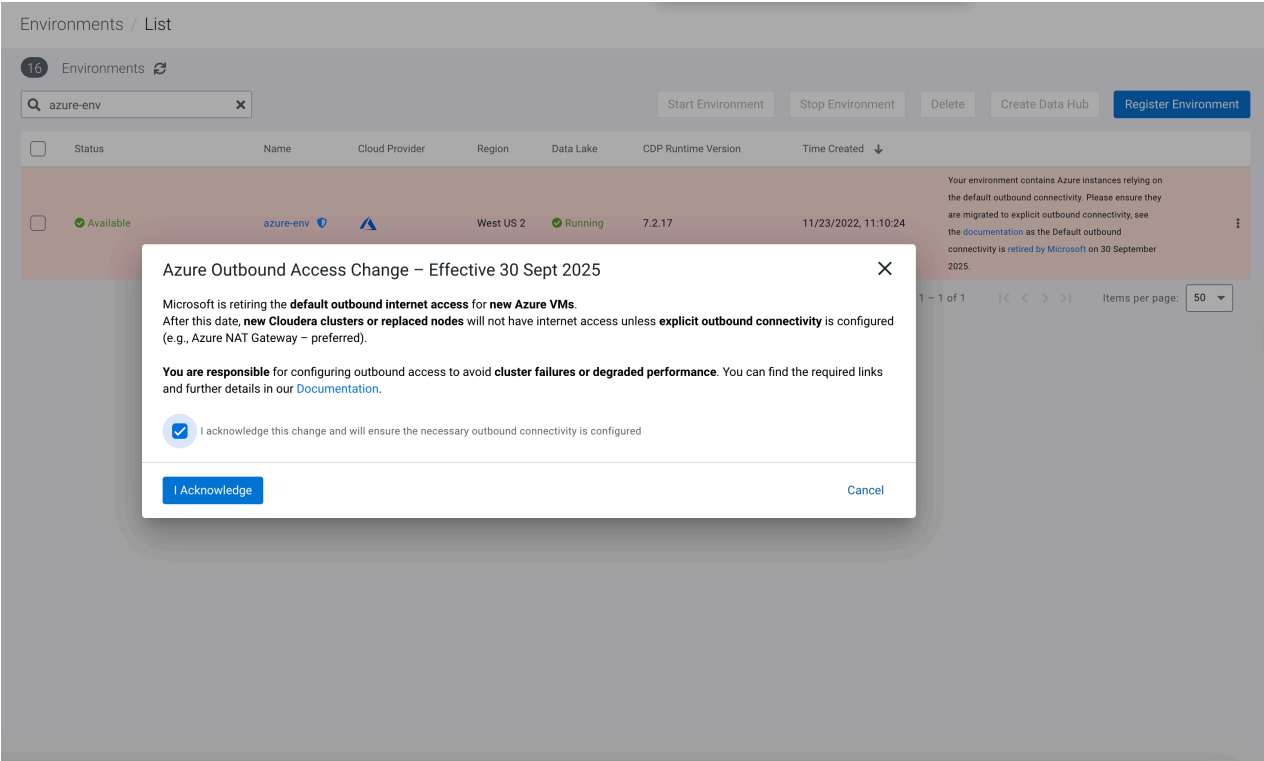 Environments / List
16 Environments
azure-env
Start Environment Stop Environment Delete Create Data Hub Register Environment
Status Name Cloud Provider Region Data Lake CDP Runtime Version Time Created
Available azure-env West US 2 Running 7.2.17 11/23/2022, 11:10:24
Your environment contains Azure instances relying on
the default outbound connectivity. Please ensure they
are migrated to explicit outbound connectivity, see
the documentation as the Default outbound
connectivity is retired by Microsoft on 30 September
2025.
1 – 1 of 1 Items per page: 50
Azure Outbound Access Change – Effective 30 Sept 2025
Microsoft is retiring the default outbound internet access for new Azure VMs.
After this date, new Cloudera clusters or replaced nodes will not have internet access unless explicit outbound connectivity is configured
(e.g., Azure NAT Gateway – preferred).
You are responsible for configuring outbound access to avoid cluster failures or degraded performance. You can find the required links
and further details in our Documentation.
I acknowledge this change and will ensure the necessary outbound connectivity is configured
I Acknowledge Cancel